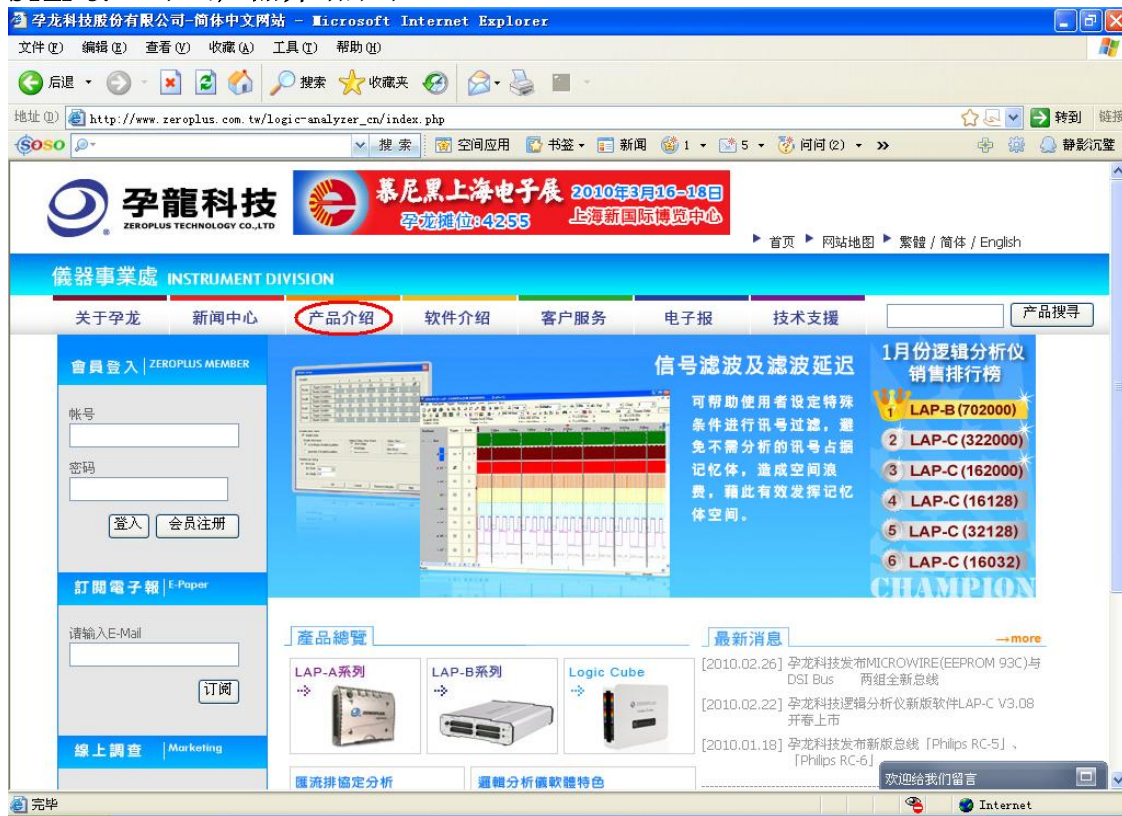 孕龙科技股份有限公司-简体中文网站 - Microsoft Internet Explorer
文件(F) 编辑(E) 查看(V) 收藏(A) 工具(T) 帮助(H)
后退 搜索 收藏夹
地址(D) http://www.zeroplus.com.tw/logic-analyzer_cn/index.php 转到 链接
SOSO 搜 索 空间应用 书签 新闻 1 5 问问(2) » 静影沉璧
孕龍科技
ZEROPLUS TECHNOLOGY CO.,LTD
慕尼黑上海电子展 2010年3月16-18日
孕龙摊位:4255 上海新国际博览中心
首页 网站地图 繁體 / 简体 / English
儀器事業處 INSTRUMENT DIVISION
关于孕龙 新闻中心 产品介绍 软件介绍 客户服务 电子报 技术支援 产品搜寻
會員登入 ZEROPLUS MEMBER
帐号
密码
登入 会员注册
訂閱電子報 E-Paper
请输入E-Mail
订阅
線上調查 Marketing
信号滤波及滤波延迟
可帮助使用者设定特殊
条件进行讯号过滤，避
免不需分析的讯号占据
记忆体，造成空间浪
费，藉此有效发挥记忆
体空间。
1月份逻辑分析仪
销售排行榜
1 LAP-B(702000)
2 LAP-C(322000)
3 LAP-C(162000)
4 LAP-C(16128)
5 LAP-C(32128)
6 LAP-C(16032)
CHAMPION
產品總覽
LAP-A系列
LAP-B系列
Logic Cube
匯流排協定分析
邏輯分析儀軟體特色
最新消息 →more
[2010.02.26] 孕龙科技发布MICROWIRE(EEPROM 93C)与
DSI Bus 两组全新总线
[2010.02.22] 孕龙科技逻辑分析仪新版软件LAP-C V3.08
开春上市
[2010.01.18] 孕龙科技发布新版总线「Philips RC-5」、
「Philips RC-6」
欢迎给我们留言
完毕
Internet